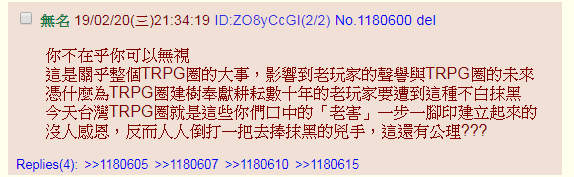 無名 19/02/20(三)21:34:19 ID:ZO8yCcGI(2/2) No.1180600 del
你不在乎你可以無視
這是關乎整個TRPG圈的大事，影響到老玩家的聲譽與TRPG圈的未來
憑什麼為TRPG圈建樹奉獻耕耘數十年的老玩家要遭到這種不白抹黑
今天台灣TRPG圈就是這些你們口中的「老害」一步一腳印建立起來的
沒人感恩，反而人人倒打一把去捧抹黑的兇手，這還有公理???
Replies(4): >>1180605 >>1180607 >>1180610 >>1180615